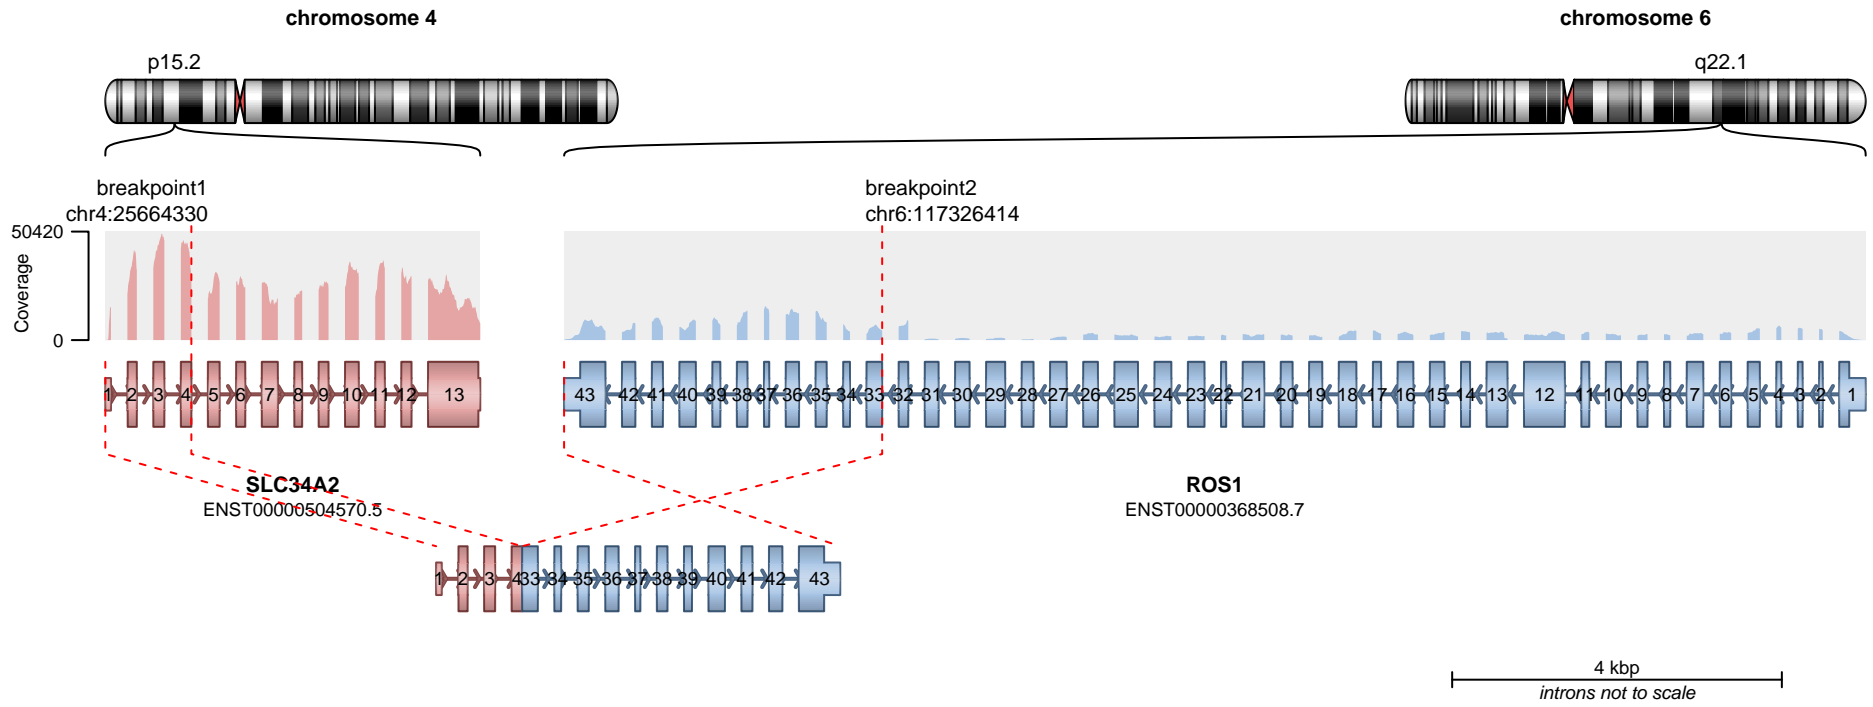 chromosome 4
chromosome 6
p15.2
q22.1
breakpoint1
chr4:25664330
breakpoint2
chr6:117326414
50420
0
Coverage
1 2 3 4 5 6 7 8 9 10 11 12 13
43 42 41 40 39 38 37 36 35 34 33 32 31 30 29 28 27 26 25 24 23 22 21 20 19 18 17 16 15 14 13 12 11 10 9 8 7 6 5 4 3 2 1
SLC34A2
ENST00000504570.5
ROS1
ENST00000368508.7
1 2 3 4 33 34 35 36 37 38 39 40 41 42 43
4 kbp
introns not to scale